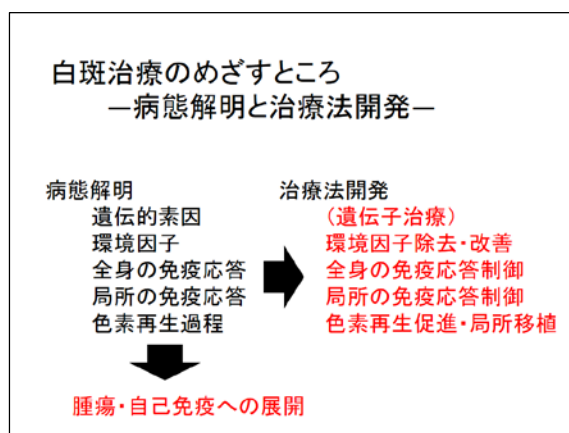 白斑治療のめざすところ
―病態解明と治療法開発―
病態解明
遺伝的素因
環境因子
全身の免疫応答
局所の免疫応答
色素再生過程
治療法開発
(遺伝子治療)
環境因子除去・改善
全身の免疫応答制御
局所の免疫応答制御
色素再生促進・局所移植
腫瘍・自己免疫への展開